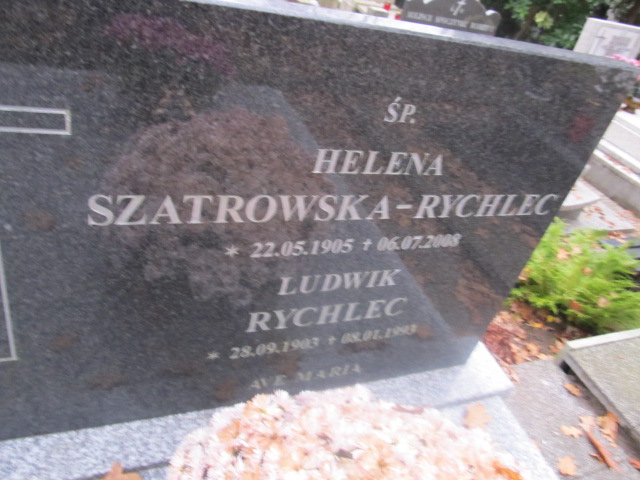 ŚP.
HELENA
SZATROWSKA-RYCHLEC
* 22.05.1905 + 06.07.2008
LUDWIK
RYCHLEC
* 28.09.1903 + 08.01.1993
AVE MARIA